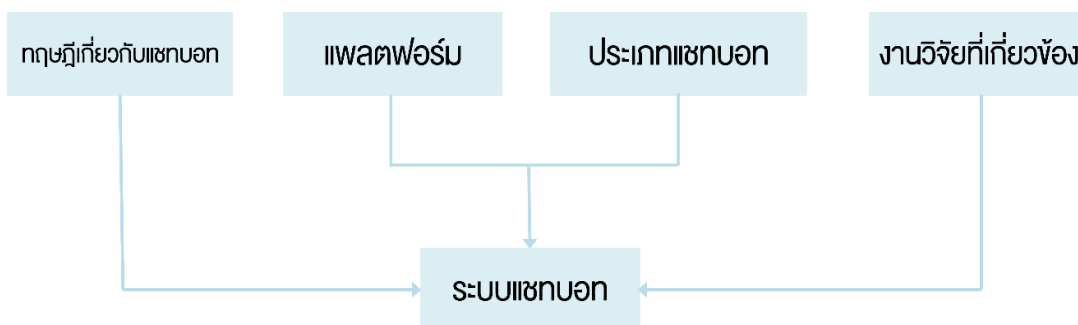 ทฤษฎีเกี่ยวกับแชทบอท
แพลตฟอร์ม
ประเภทแชทบอท
งานวิจัยที่เกี่ยวข้อง
ระบบแชทบอท